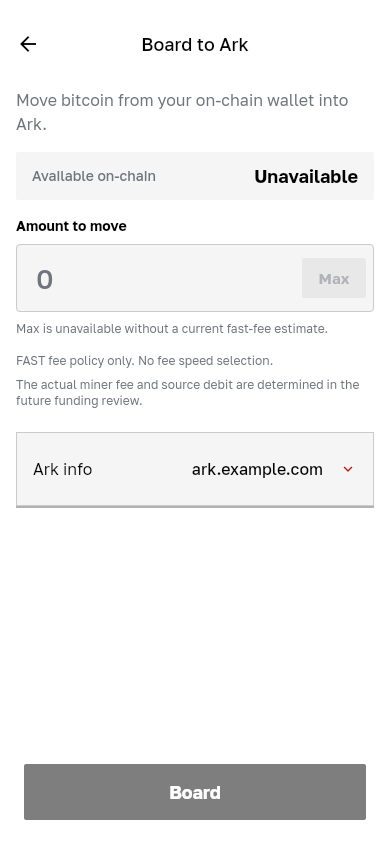 Board to Ark
Move bitcoin from your on-chain wallet into
Ark.
Available on-chain Unavailable
Amount to move
0 Max
Max is unavailable without a current fast-fee estimate.
FAST fee policy only. No fee speed selection.
The actual miner fee and source debit are determined in the
future funding review.
Ark info ark.example.com
Board